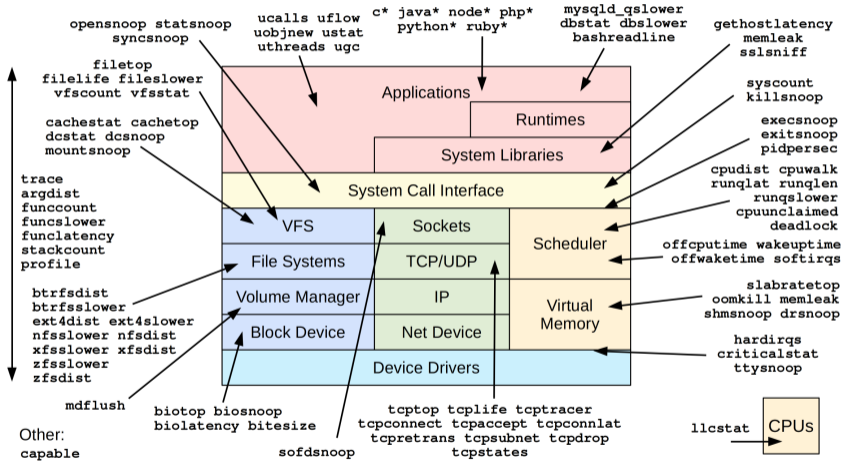 opensnoop statsnoop
syncsnoop
ucalls uflow
uobjnew ustat
uthreads ugc
c* java* node* php*
python* ruby*
mysqld_qslower
dbstat dbslower
bashreadline
gethostlatency
memleak
sslsniff
filetop
filelife fileslower
vfscount vfsstat
cachestat cachetop
dcstat dcsnoop
mountsnoop
trace
argdist
funccount
funcslower
funclatency
stackcount
profile
btrfsdist
btrfsslower
ext4dist ext4slower
nfsslower nfsdist
xfsslower xfsdist
zfsslower
zfsdist
mdflush
Other:
capable
Applications
Runtimes
System Libraries
System Call Interface
VFS
Sockets
Scheduler
File Systems
TCP/UDP
Volume Manager
IP
Virtual
Memory
Block Device
Net Device
Device Drivers
syscount
killsnoop
execsnoop
exitsnoop
pidpersec
cpudist cpuwalk
runqlat runqlen
runqslower
cpuunclaimed
deadlock
offcputime wakeuptime
offwaketime softirqs
slabratetop
oomkill memleak
shmsnoop drsnoop
hardirqs
criticalstat
ttysnoop
biotop biosnoop
biolatency bitesize
sofdsnoop
tcptop tcplife tcptracer
tcpconnect tcpaccept tcpconnlat
tcpretrans tcpsubnet tcpdrop
tcpstates
llcstat
CPUs